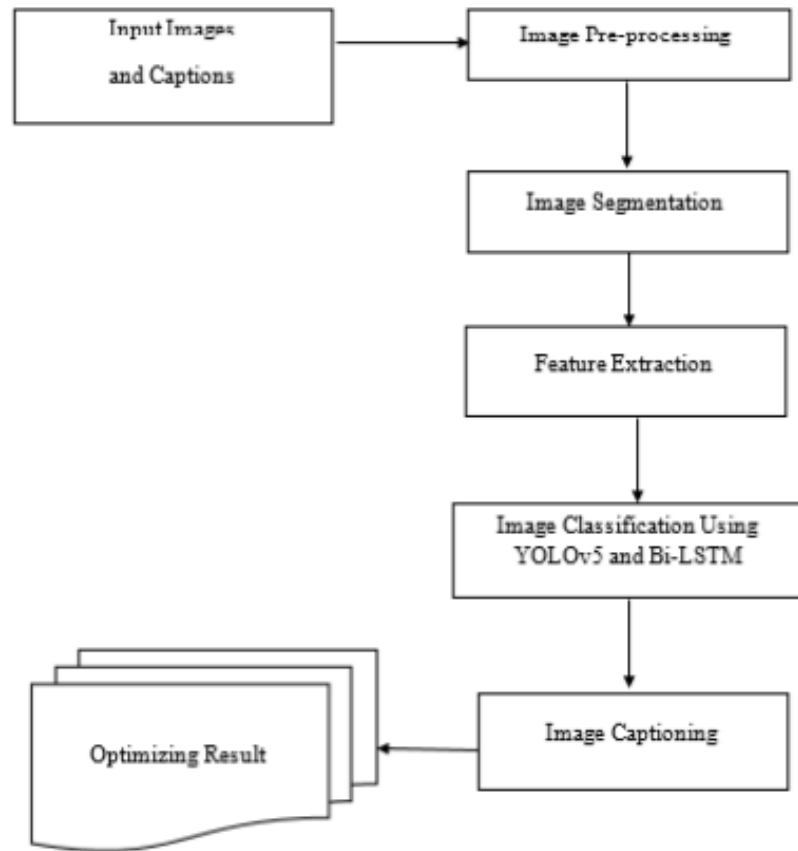 Input Images
and Captions
Image Pre-processing
Image Segmentation
Feature Extraction
Image Classification Using
YOLOv5 and Bi-LSTM
Image Captioning
Optimizing Result